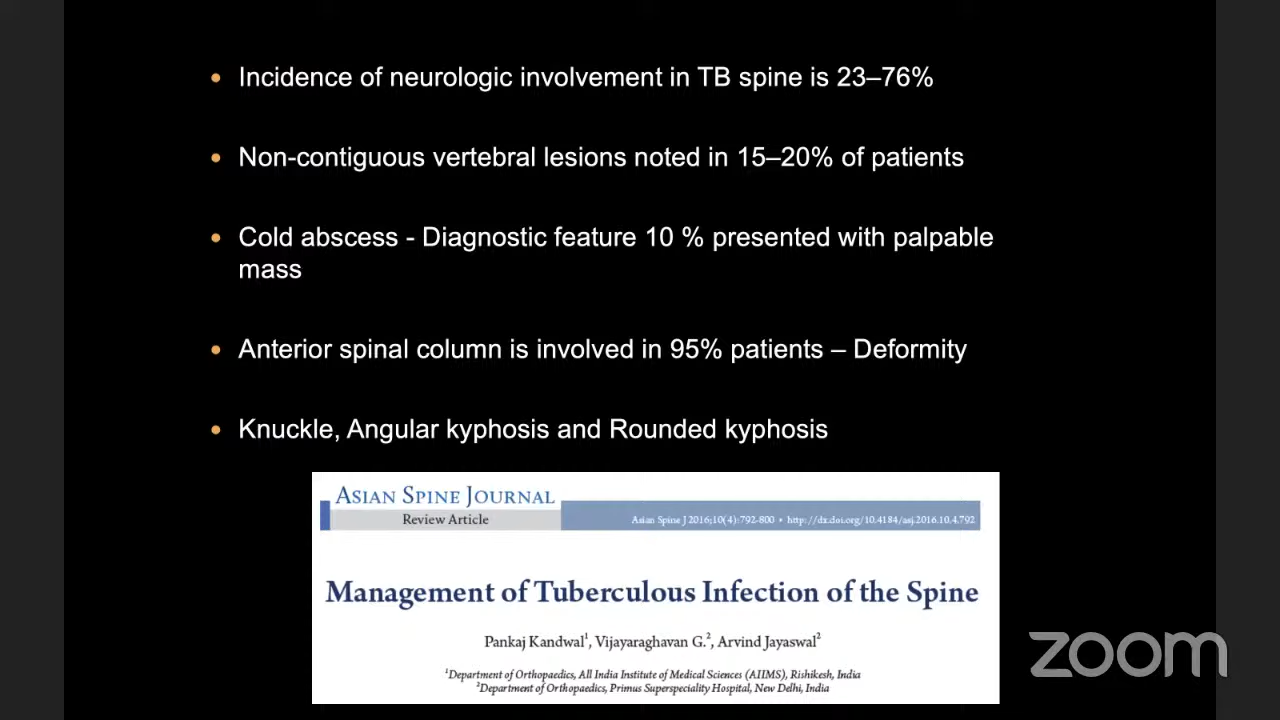 • Incidence of neurologic involvement in TB spine is 23–76%
• Non-contiguous vertebral lesions noted in 15–20% of patients
• Cold abscess - Diagnostic feature 10 % presented with palpable
mass
• Anterior spinal column is involved in 95% patients – Deformity
• Knuckle, Angular kyphosis and Rounded kyphosis
ASIAN SPINE JOURNAL
Review Article
Asian Spine J 2016;10(4):792-800 • http://dx.doi.org/10.4184/asj.2016.10.4.792
Management of Tuberculous Infection of the Spine
Pankaj Kandwal¹, Vijayaraghavan G.², Arvind Jayaswal²
¹Department of Orthopaedics, All India Institute of Medical Sciences (AIIMS), Rishikesh, India
²Department of Orthopaedics, Primus Superspeciality Hospital, New Delhi, India
zoom